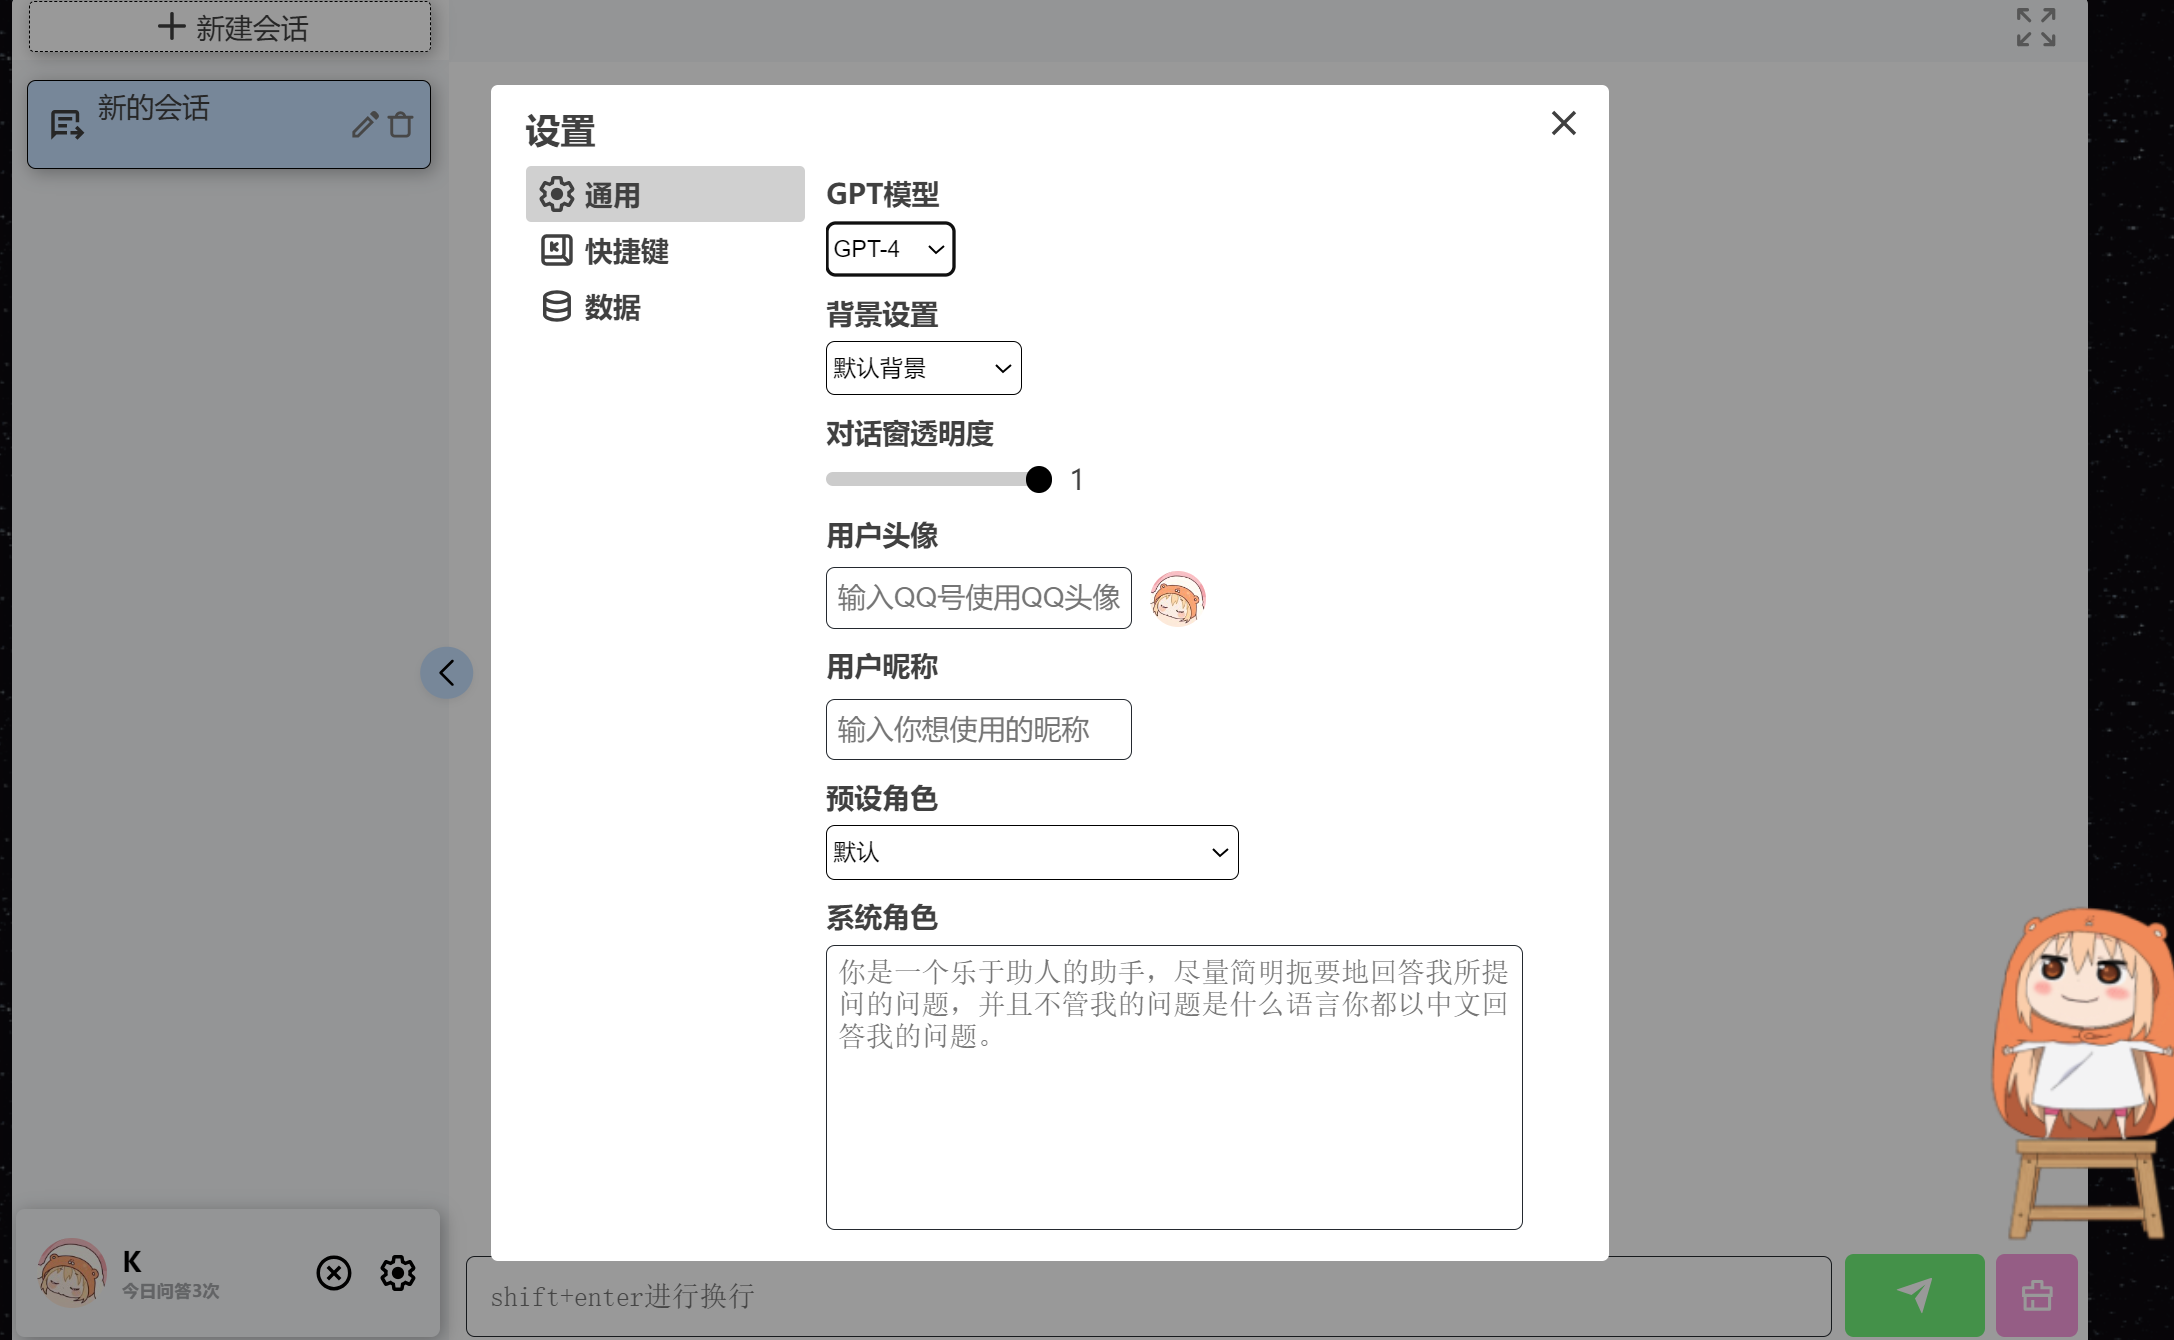 新建会话
新的会话
设置
通用
快捷键
数据
GPT模型
GPT-4
背景设置
默认背景
对话窗透明度
1
用户头像
输入QQ号使用QQ头像
用户昵称
输入你想使用的昵称
预设角色
默认
系统角色
你是一个乐于助人的助手，尽量简明扼要地回答我所提
问的问题，并且不管我的问题是什么语言你都以中文回
答我的问题。
K
今日问答3次
shift+enter进行换行